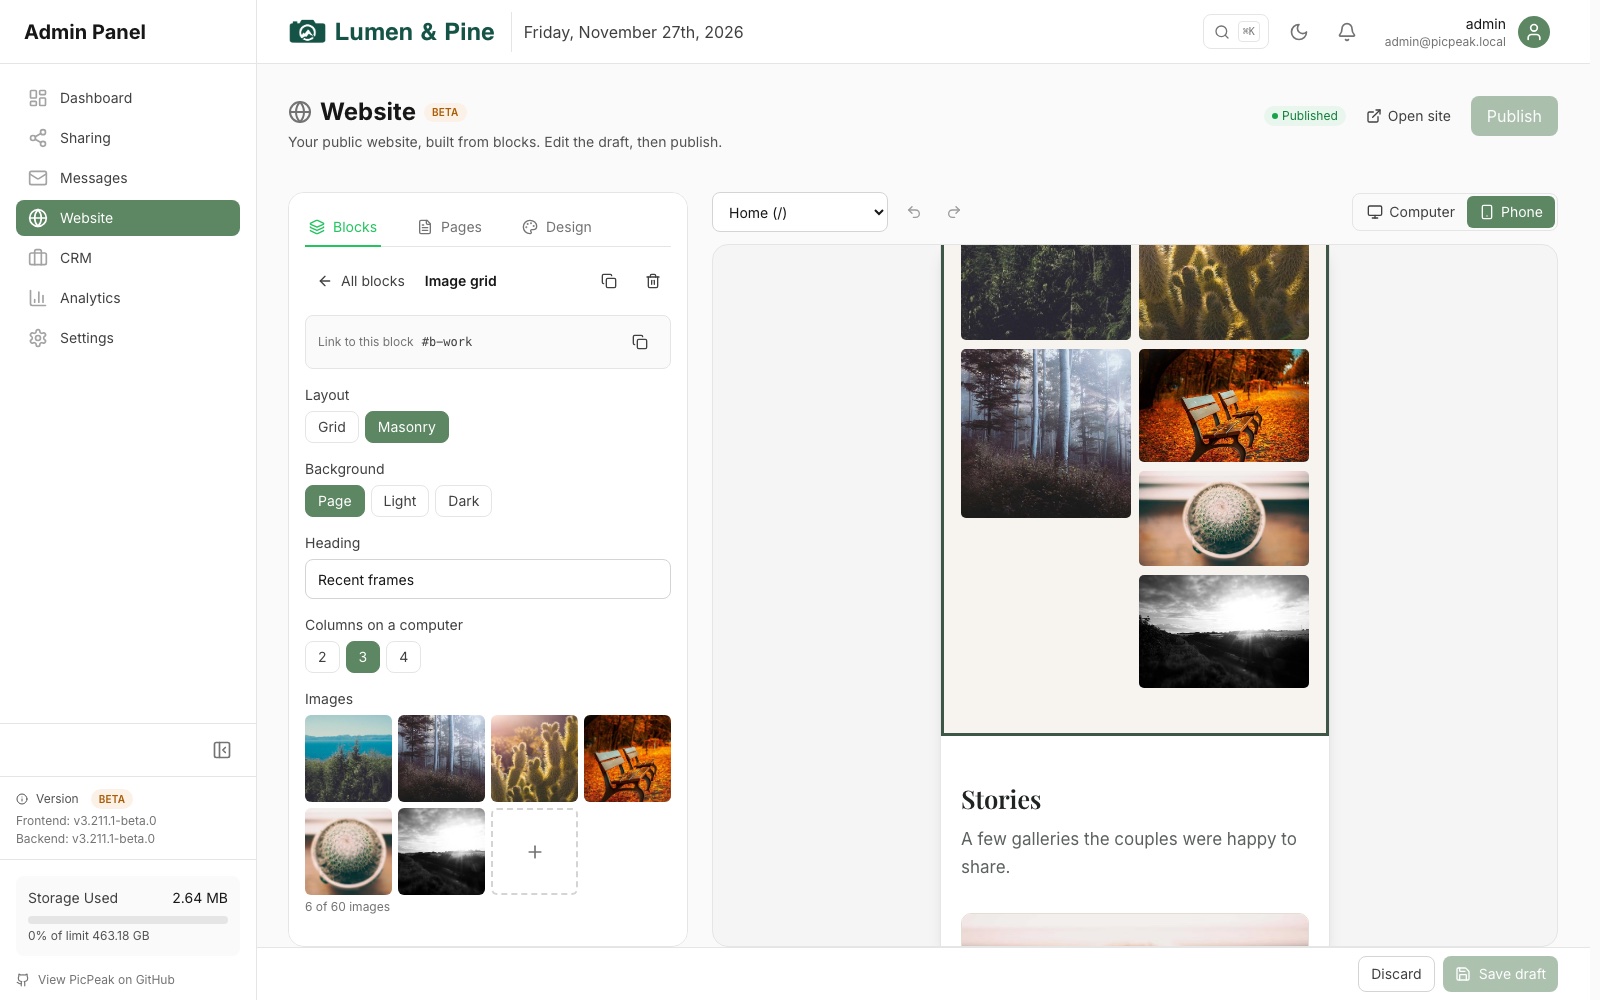 Admin Panel
Lumen & Pine
Friday, November 27th, 2026
⌘K
admin
admin@picpeak.local
Dashboard
Sharing
Messages
Website
CRM
Analytics
Settings
Website BETA
Your public website, built from blocks. Edit the draft, then publish.
Published
Open site
Publish
Blocks
Pages
Design
All blocks
Image grid
Link to this block #b-work
Layout
Grid
Masonry
Background
Page
Light
Dark
Heading
Recent frames
Columns on a computer
2
3
4
Images
6 of 60 images
Home (/)
Computer
Phone
Stories
A few galleries the couples were happy to
share.
Version BETA
Frontend: v3.211.1-beta.0
Backend: v3.211.1-beta.0
Storage Used 2.64 MB
0% of limit 463.18 GB
View PicPeak on GitHub
Discard
Save draft